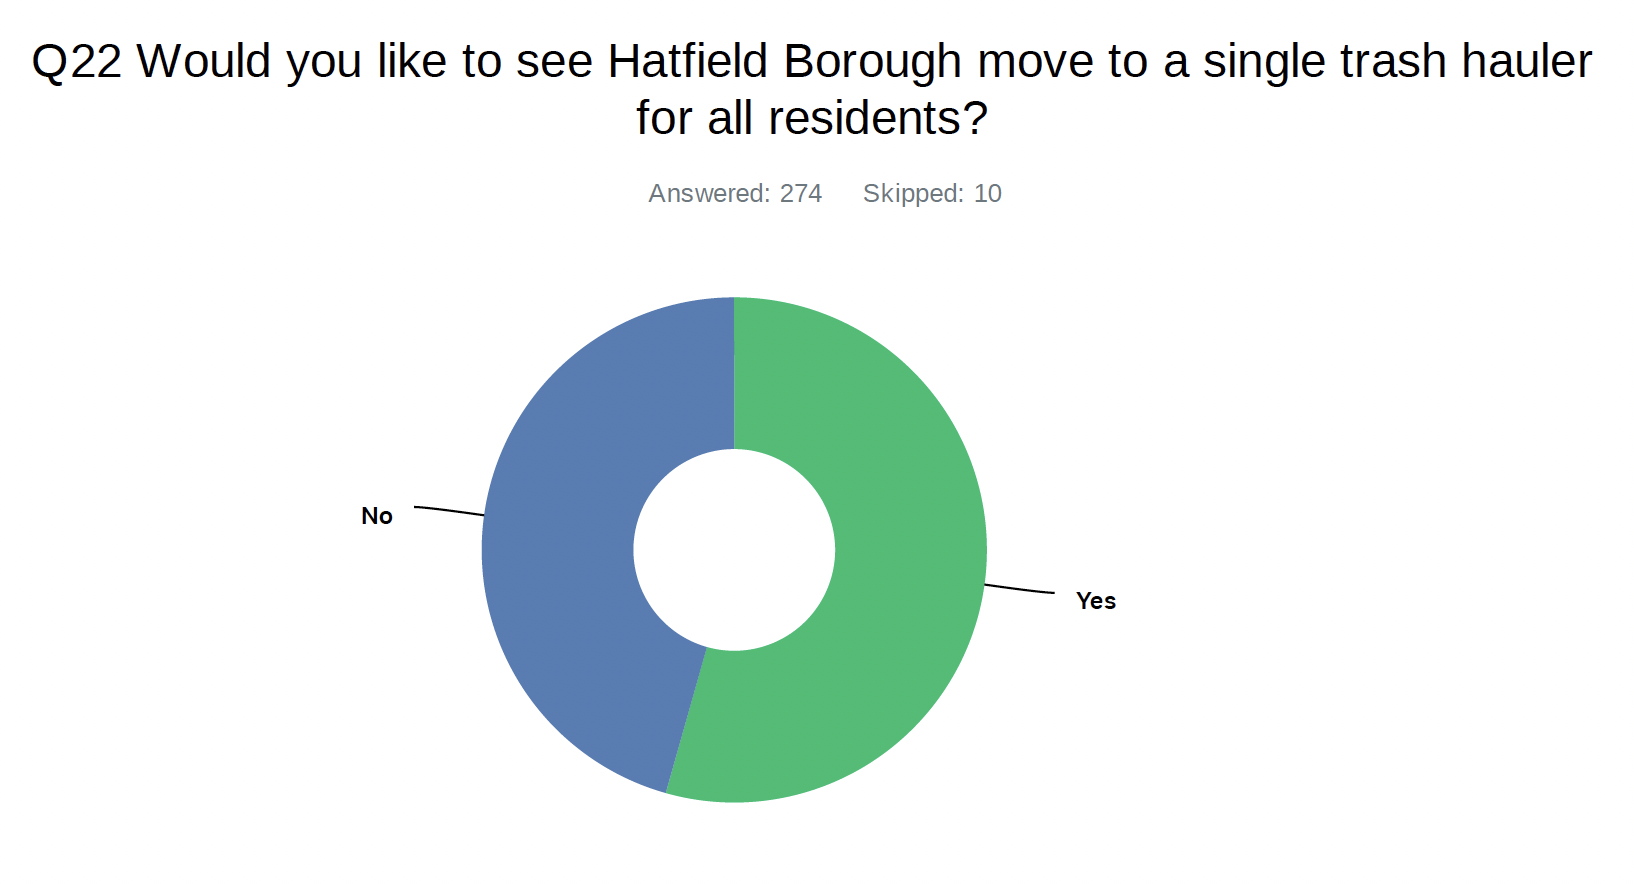 Q22 Would you like to see Hatfield Borough move to a single trash hauler
for all residents?
Answered: 274 Skipped: 10
No
Yes